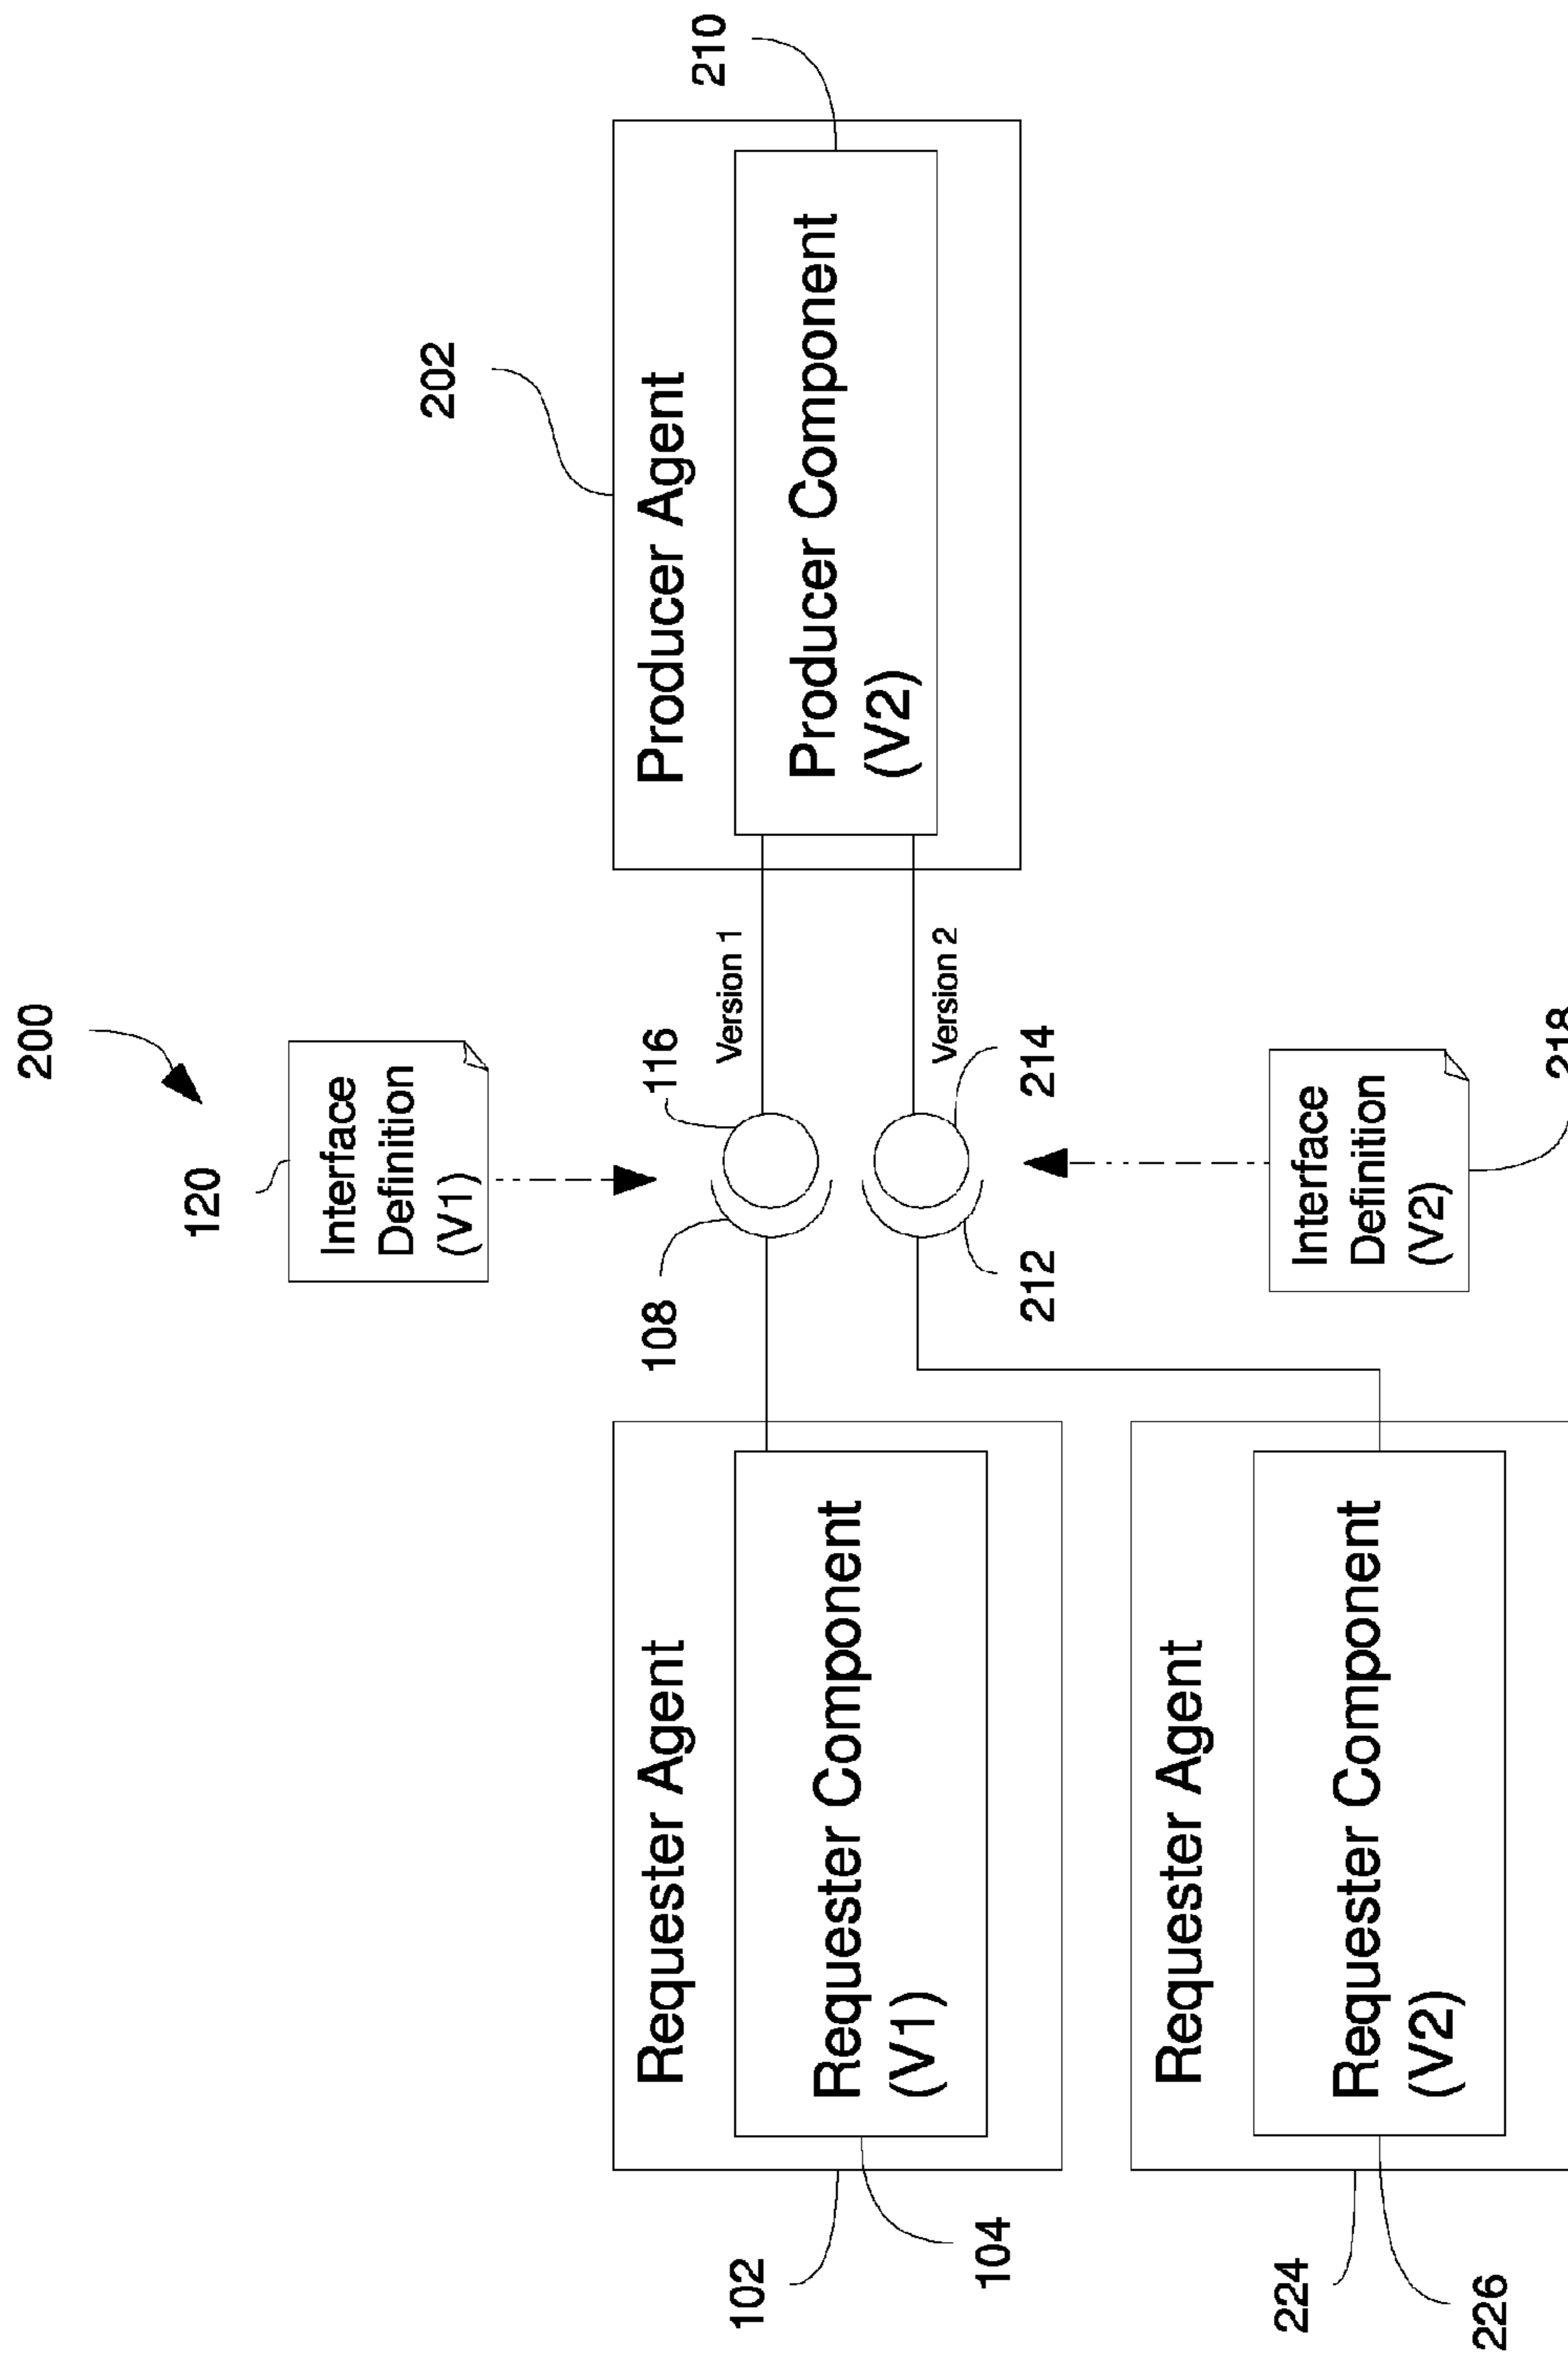 200
120
Interface
Definition
(V1)
202
210
Requester Agent
Requester Component
(V1)
102
104
108
116
Version 1
Producer Agent
Producer Component
(V2)
Version 2
212
214
Requester Agent
Requester Component
(V2)
224
226
Interface
Definition
(V2)
218